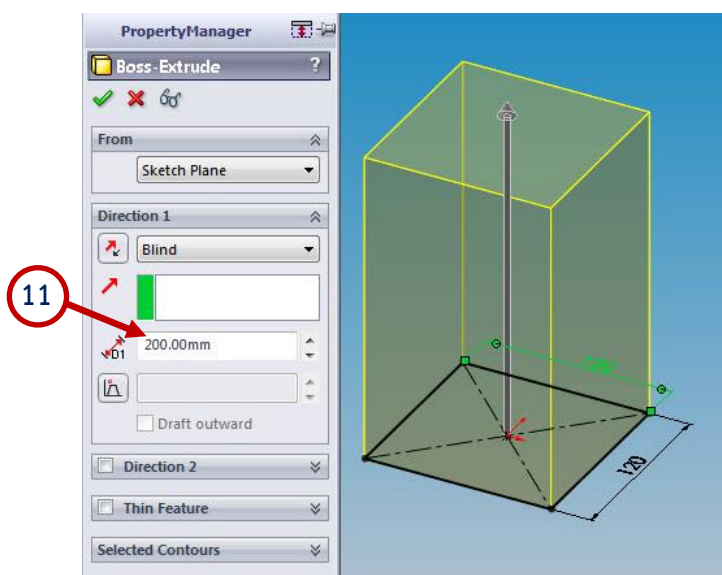 PropertyManager
Boss-Extrude ?
From
Sketch Plane
Direction 1
Blind
11
D1
200.00mm
Draft outward
Direction 2
Thin Feature
Selected Contours
120